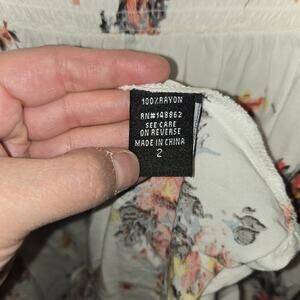 100% RAYON
RN#148862
SEE CARE
ON REVERSE
MADE IN CHINA
2